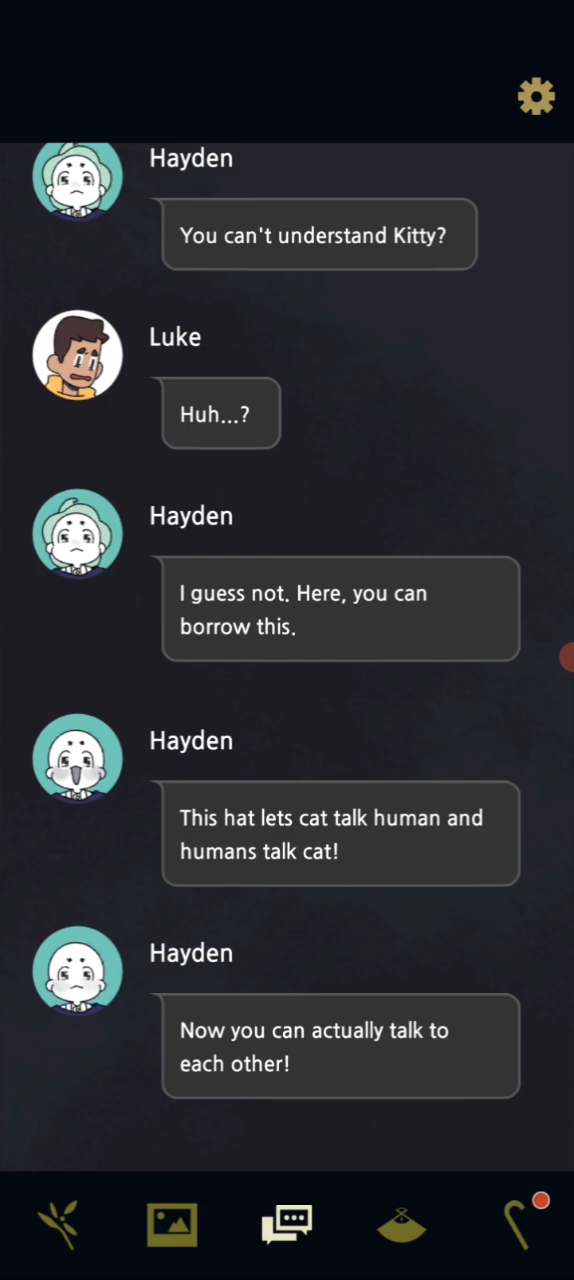 Hayden
You can't understand Kitty?
Luke
Huh...?
Hayden
I guess not. Here, you can
borrow this.
Hayden
This hat lets cat talk human and
humans talk cat!
Hayden
Now you can actually talk to
each other!